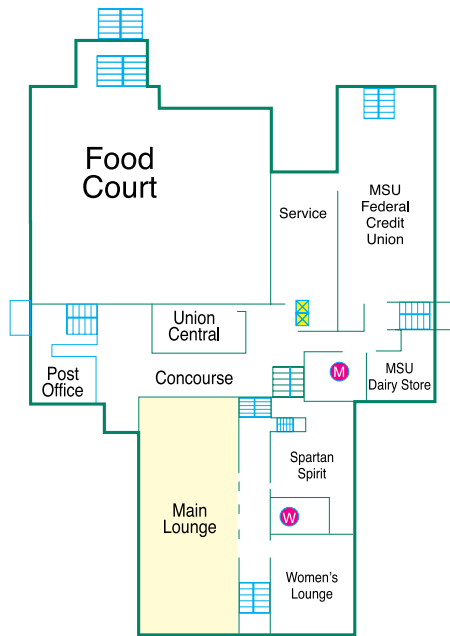 Food
Court
Service
MSU
Federal
Credit
Union
Union
Central
Post
Office
Concourse
M
MSU
Dairy Store
Spartan
Spirit
Main
Lounge
W
Women's
Lounge